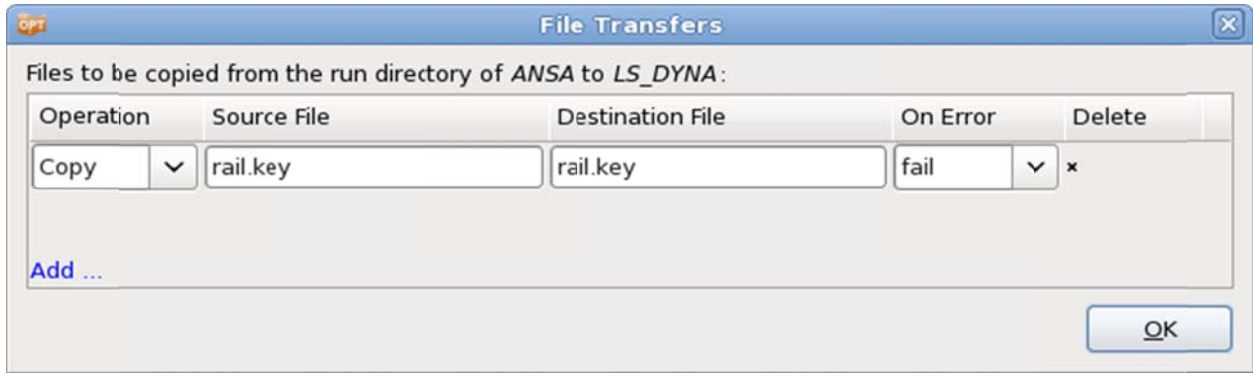 OPT File Transfers
Files to be copied from the run directory of ANSA to LS_DYNA:
Operation Source File Destination File On Error Delete
Copy rail.key rail.key fail ×
Add ...
OK